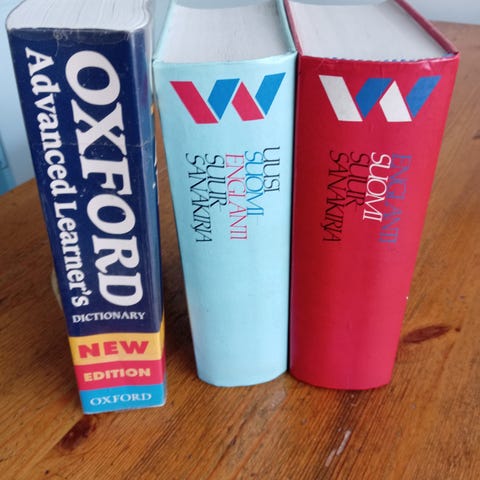 OXFORD
Advanced Learner's
DICTIONARY
NEW
EDITION
OXFORD
UUSI
SUOMI
ENGLANTI
SUUR
SANAKIRJA
ENGLANTI
SUOMI
SUUR
SANAKIRJA